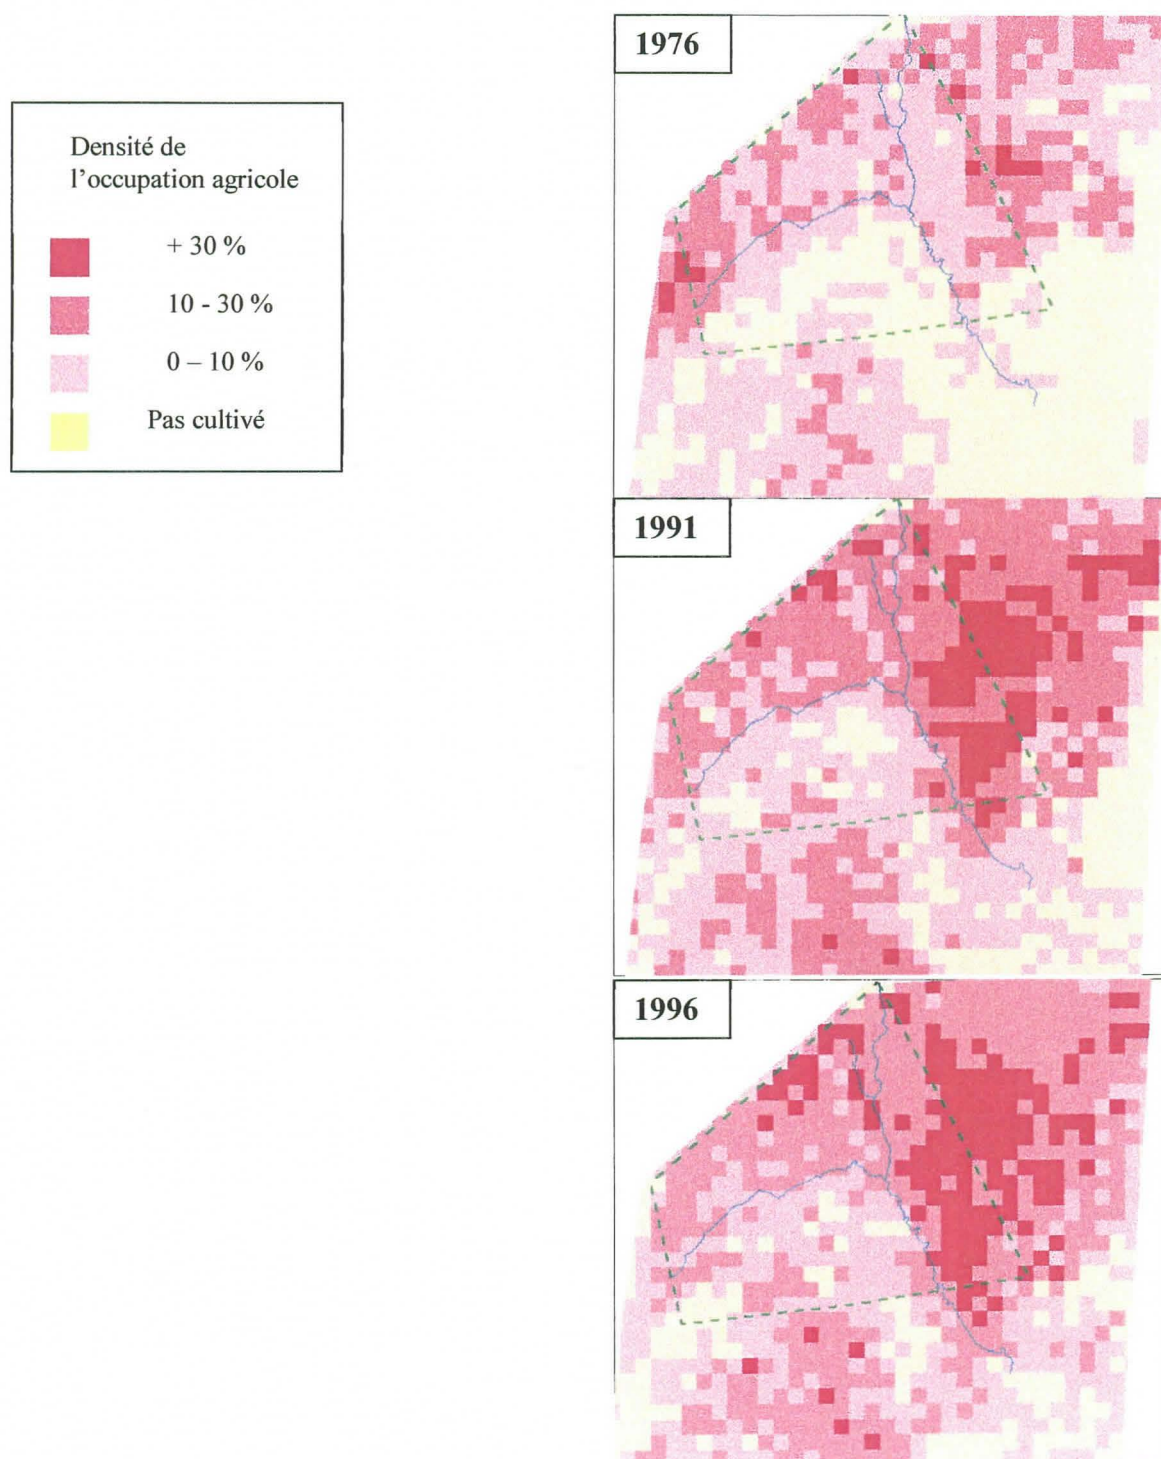 1976
Densité de
l'occupation agricole
+ 30 %
10 - 30 %
0 – 10 %
Pas cultivé
1991
1996